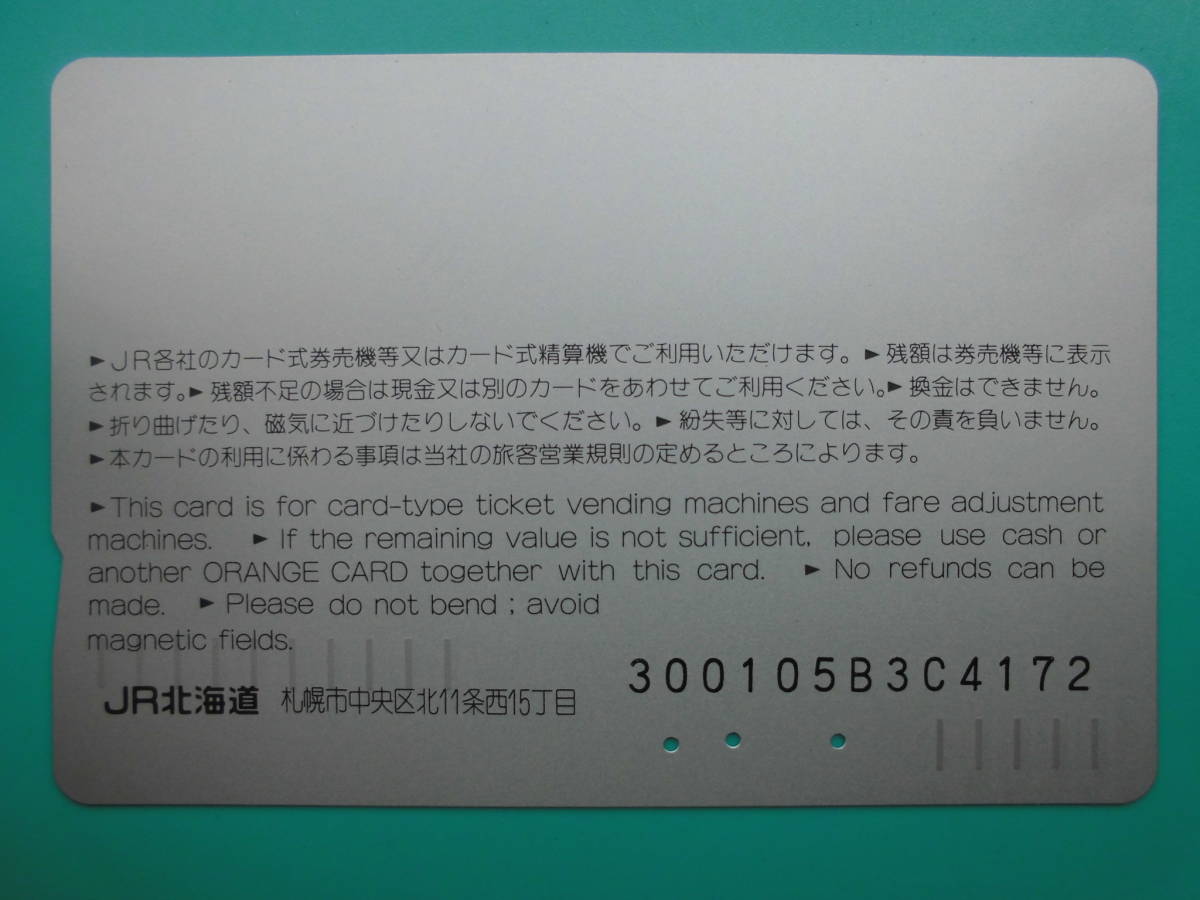 ►JR各社のカード式券売機等又はカード式精算機でご利用いただけます。►残額は券売機等に表示
されます。►残額不足の場合は現金又は別のカードをあわせてご利用ください。►換金はできません。
►折り曲げたり、磁気に近づけたりしないでください。►紛失等に対しては、その責を負いません。
►本カードの利用に係わる事項は当社の旅客営業規則の定めるところによります。
►This card is for card-type ticket vending machines and fare adjustment
machines. ►If the remaining value is not sufficient, please use cash or
another ORANGE CARD together with this card. ►No refunds can be
made. ►Please do not bend ; avoid
magnetic fields.
300105B3C4172
JR北海道 札幌市中央区北11条西15丁目